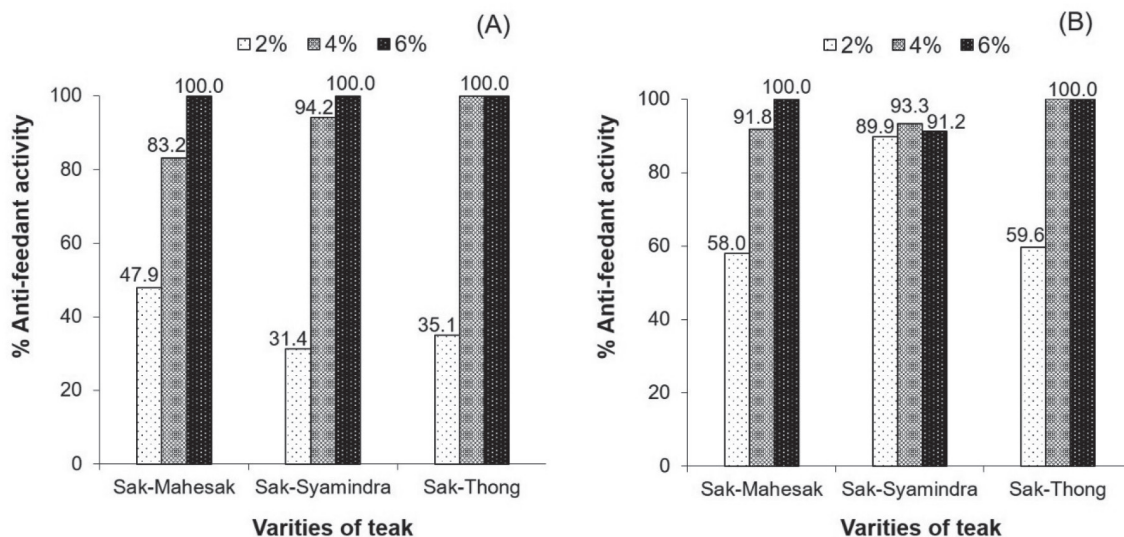 (A)
2% 4% 6%
100.0 100.0 100.0
94.2
83.2
47.9
31.4
35.1
100
80
60
40
20
0
% Anti-feedant activity
Sak-Mahesak Sak-Syamindra Sak-Thong
Varities of teak
(B)
2% 4% 6%
100.0 100.0
91.8 89.9 93.3 91.2
58.0 59.6
100
80
60
40
20
0
% Anti-feedant activity
Sak-Mahesak Sak-Syamindra Sak-Thong
Varities of teak